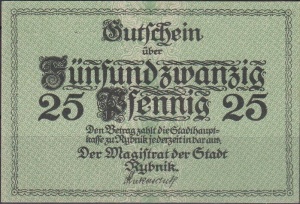 Gutschein
über
Fünfundzwanzig
25 Pfennig 25
Den Betrag zahlt die Stadthaupt-
kasse zu Rybnik jederzeit in bar aus.
Der Magistrat der Stadt
Rybnik.